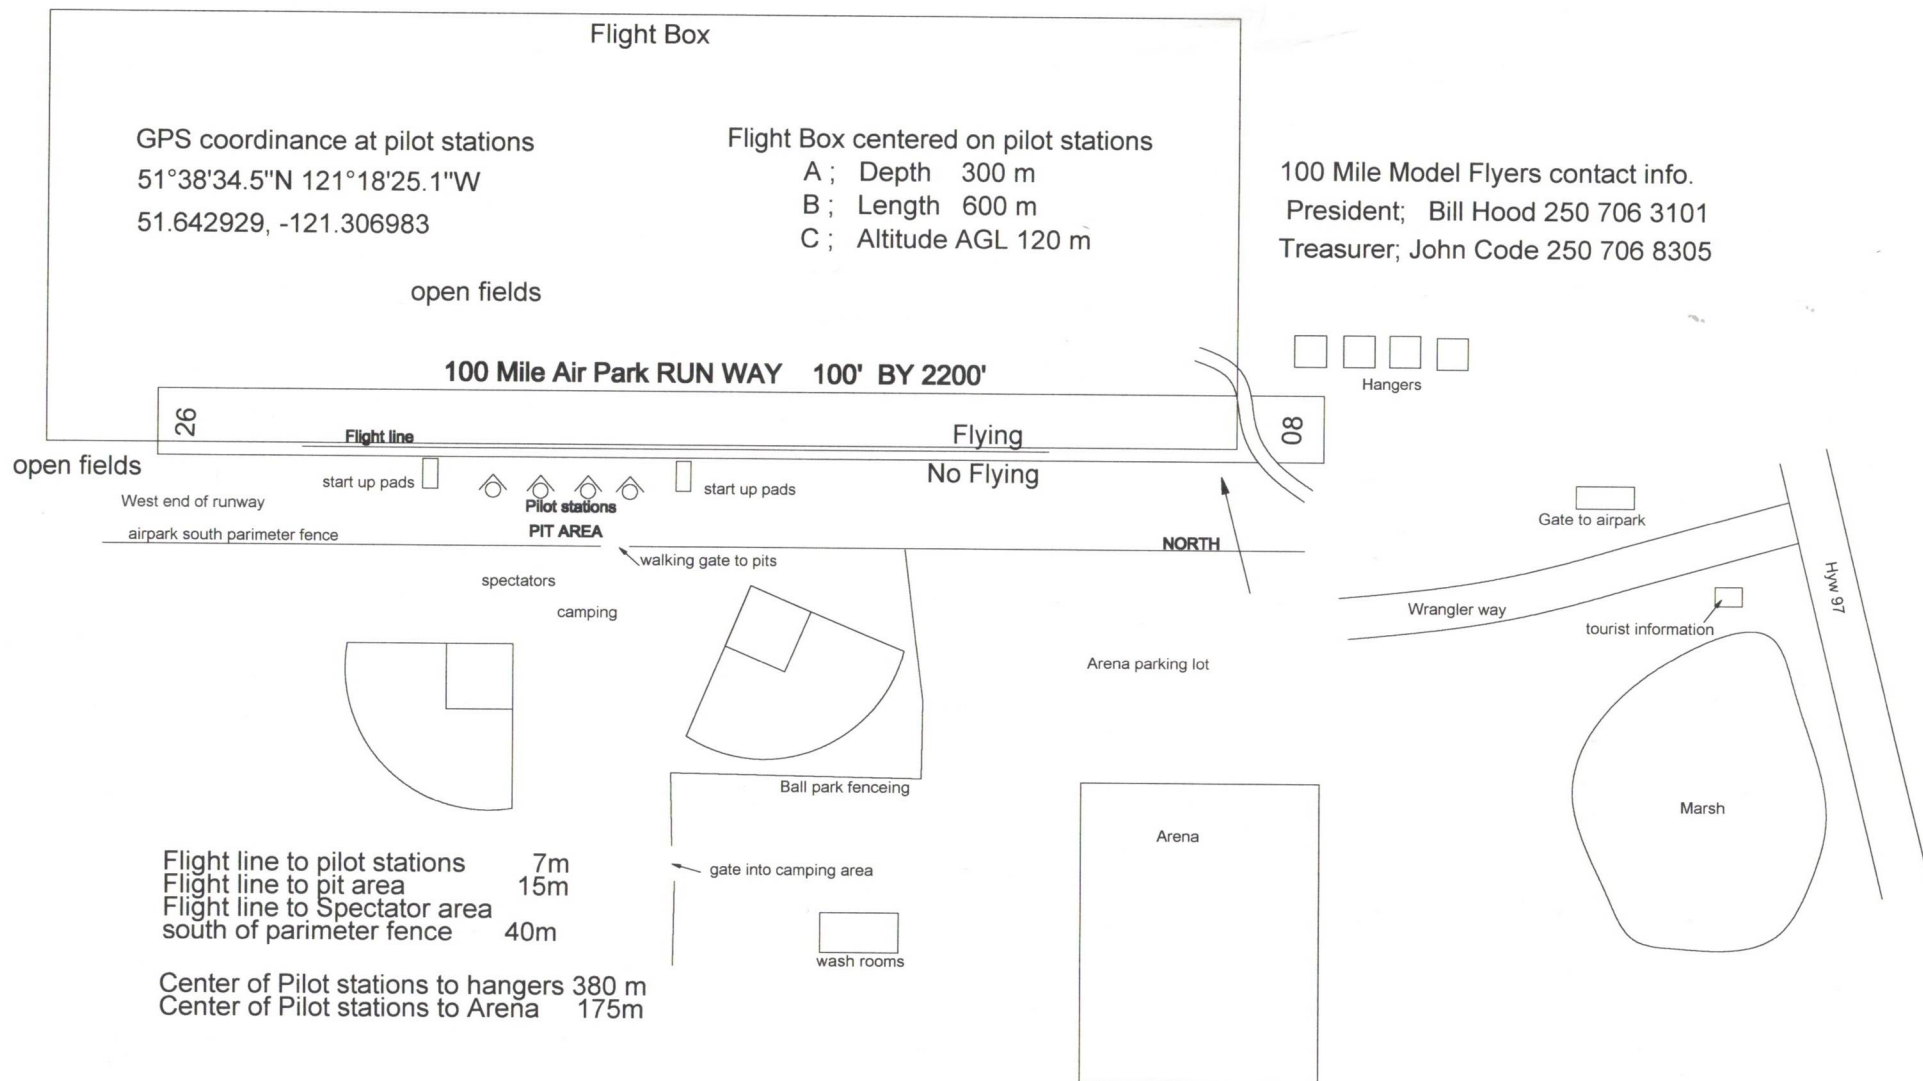 Flight Box
GPS coordinance at pilot stations
51°38'34.5"N 121°18'25.1"W
51.642929, -121.306983
Flight Box centered on pilot stations
A ; Depth 300 m
B ; Length 600 m
C ; Altitude AGL 120 m
100 Mile Model Flyers contact info.
President; Bill Hood 250 706 3101
Treasurer; John Code 250 706 8305
open fields
100 Mile Air Park RUN WAY 100' BY 2200'
Hangers
26
Flight line
Flying
08
open fields
No Flying
start up pads
start up pads
West end of runway
Pilot stations
airpark south parimeter fence
PIT AREA
NORTH
Gate to airpark
walking gate to pits
spectators
camping
Wrangler way
Hyw 97
tourist information
Arena parking lot
Ball park fenceing
Marsh
Arena
Flight line to pilot stations 7m
Flight line to pit area 15m
Flight line to Spectator area
south of parimeter fence 40m
gate into camping area
wash rooms
Center of Pilot stations to hangers 380 m
Center of Pilot stations to Arena 175m